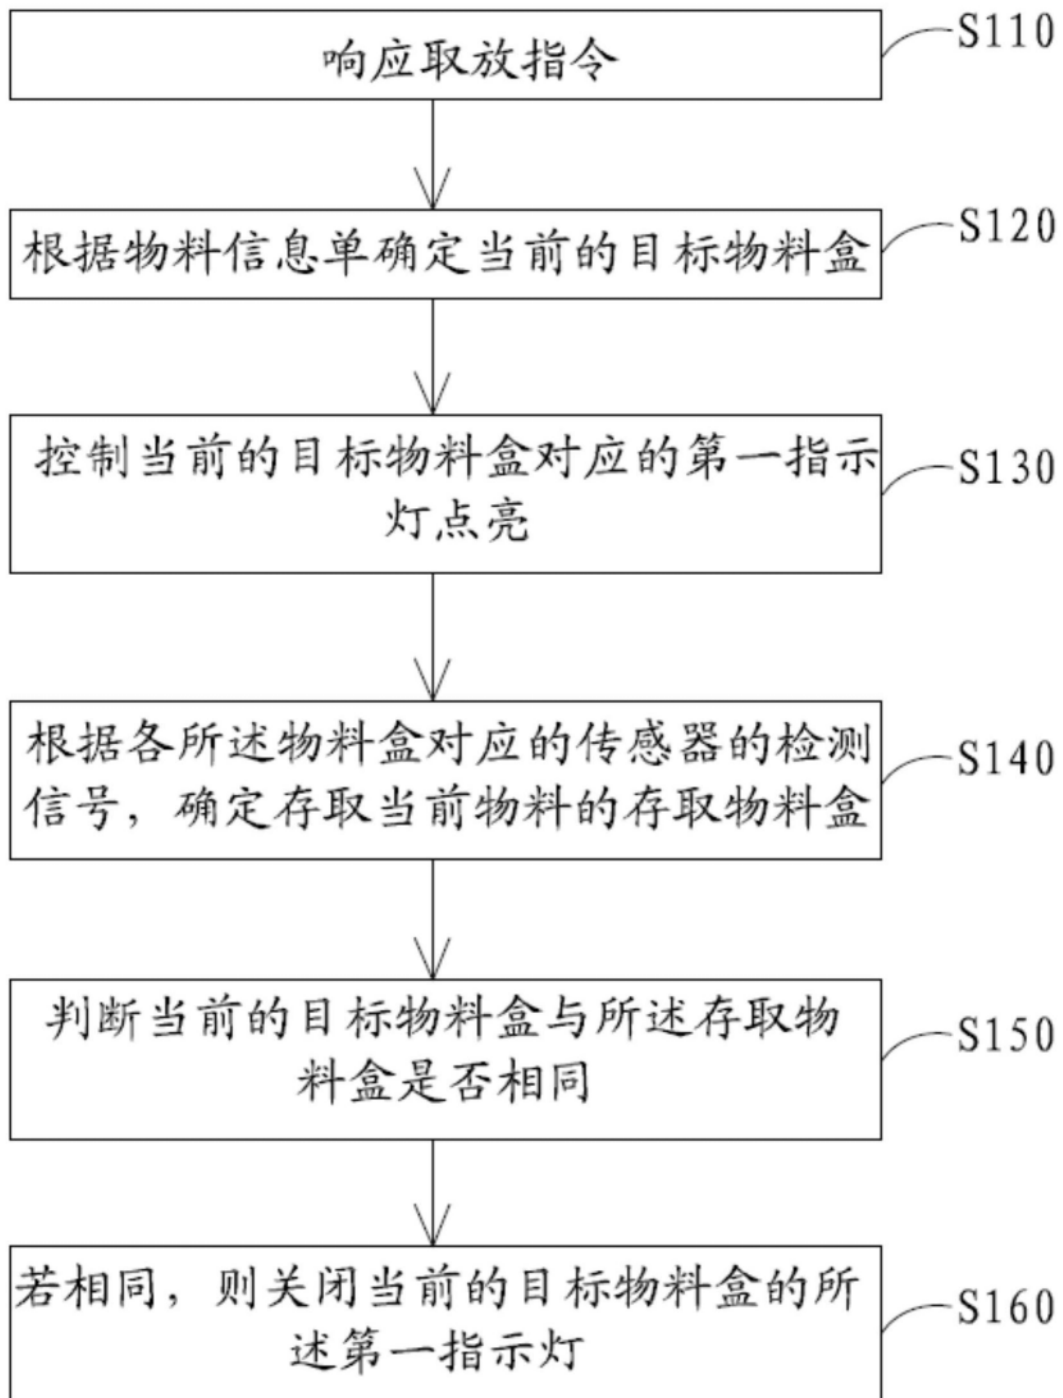 响应取放指令
S110
根据物料信息单确定当前的目标物料盒
S120
控制当前的目标物料盒对应的第一指示
灯点亮
S130
根据各所述物料盒对应的传感器的检测
信号，确定存取当前物料的存取物料盒
S140
判断当前的目标物料盒与所述存取物
料盒是否相同
S150
若相同，则关闭当前的目标物料盒的所
述第一指示灯
S160